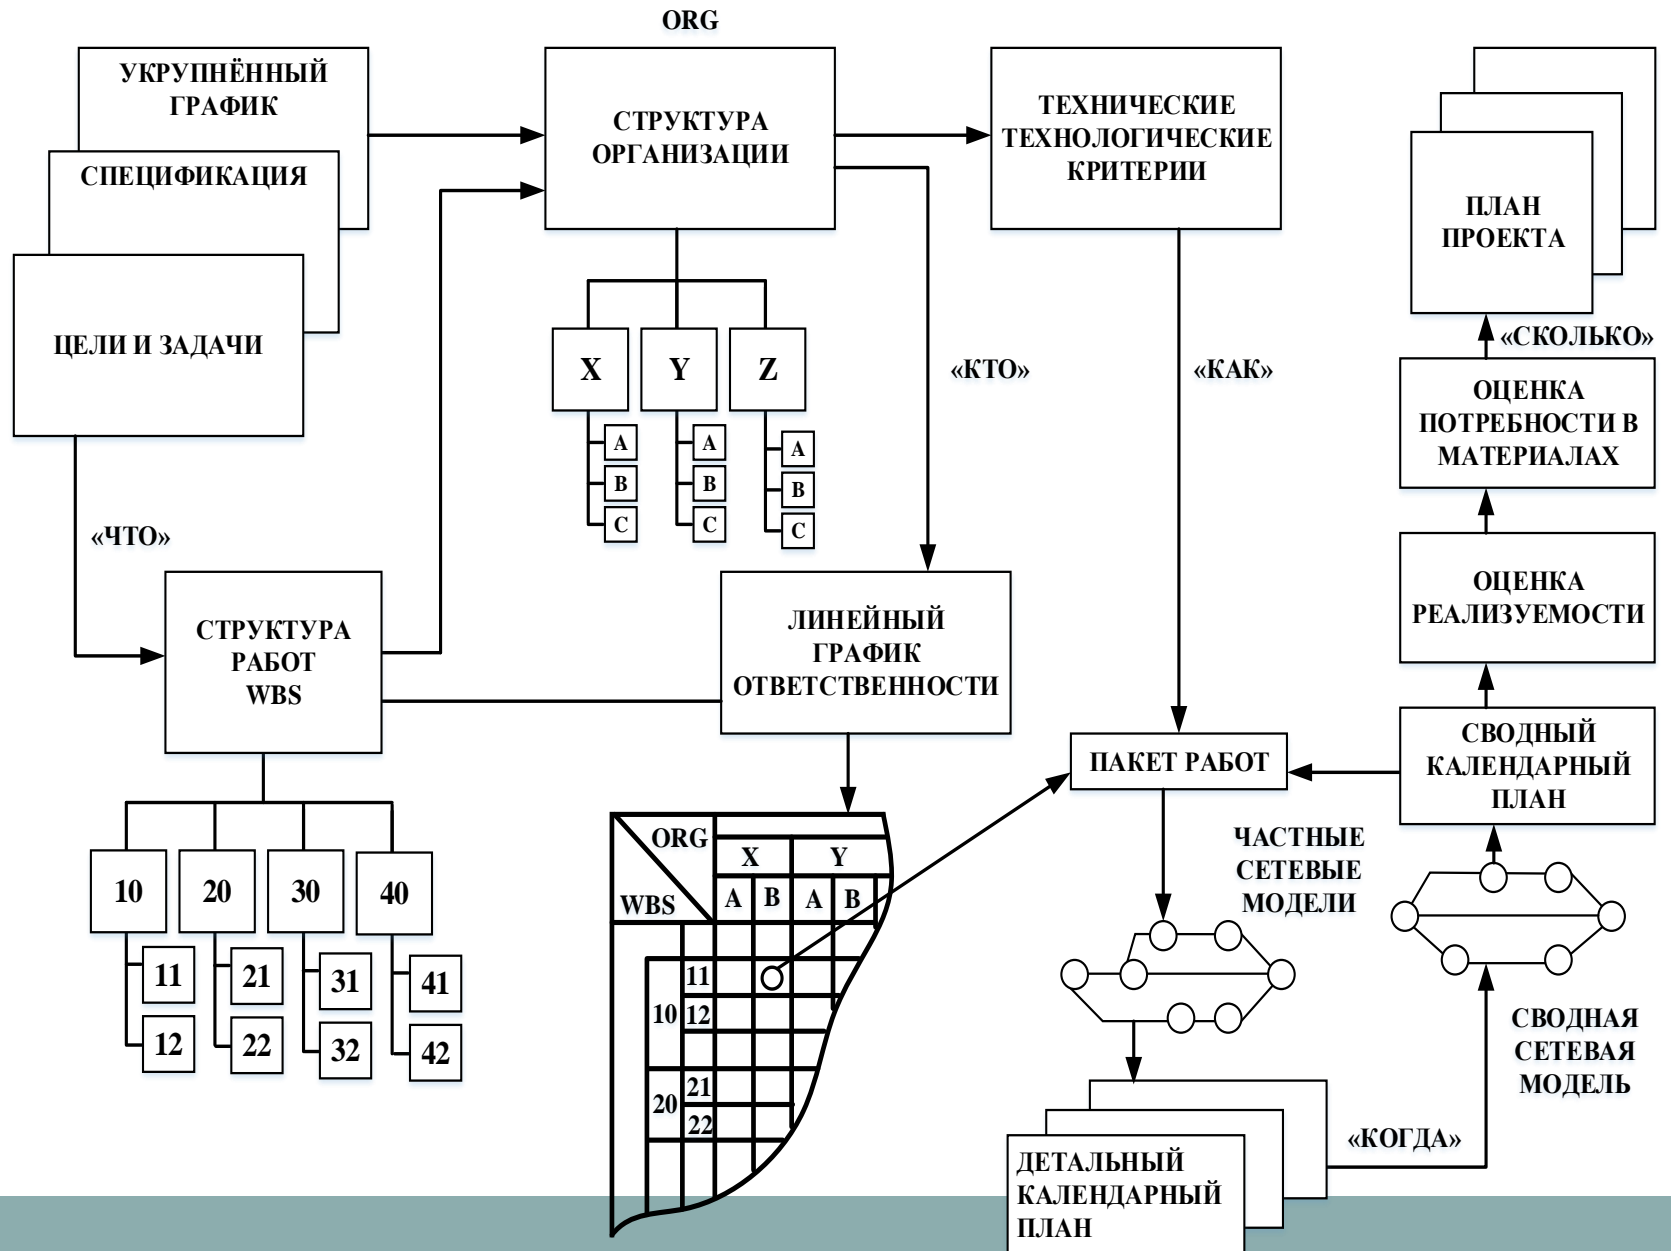 ORG
УКРУПНЁННЫЙ
ГРАФИК
СПЕЦИФИКАЦИЯ
ЦЕЛИ И ЗАДАЧИ
СТРУКТУРА
ОРГАНИЗАЦИИ
ТЕХНИЧЕСКИЕ
ТЕХНОЛОГИЧЕСКИЕ
КРИТЕРИИ
ПЛАН
ПРОЕКТА
«СКОЛЬКО»
X
Y
Z
A
B
C
A
B
C
A
B
C
«КТО»
«КАК»
ОЦЕНКА
ПОТРЕБНОСТИ В
МАТЕРИАЛАХ
«ЧТО»
СТРУКТУРА
РАБОТ
WBS
ЛИНЕЙНЫЙ
ГРАФИК
ОТВЕТСТВЕННОСТИ
ОЦЕНКА
РЕАЛИЗУЕМОСТИ
ПАКЕТ РАБОТ
СВОДНЫЙ
КАЛЕНДАРНЫЙ
ПЛАН
10
20
30
40
11
12
21
22
31
32
41
42
ORG
WBS
X
Y
A
B
A
B
10
11
12
20
21
22
ЧАСТНЫЕ
СЕТЕВЫЕ
МОДЕЛИ
СВОДНАЯ
СЕТЕВАЯ
МОДЕЛЬ
«КОГДА»
ДЕТАЛЬНЫЙ
КАЛЕНДАРНЫЙ
ПЛАН